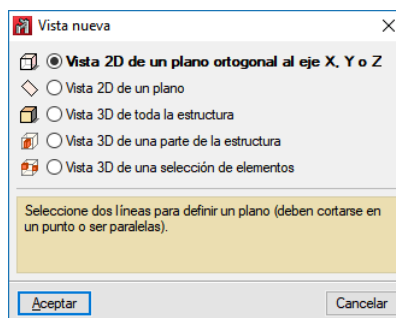 Vista nueva
Vista 2D de un plano ortogonal al eje X, Y o Z
Vista 2D de un plano
Vista 3D de toda la estructura
Vista 3D de una parte de la estructura
Vista 3D de una selección de elementos
Seleccione dos líneas para definir un plano (deben cortarse en
un punto o ser paralelas).
Aceptar
Cancelar